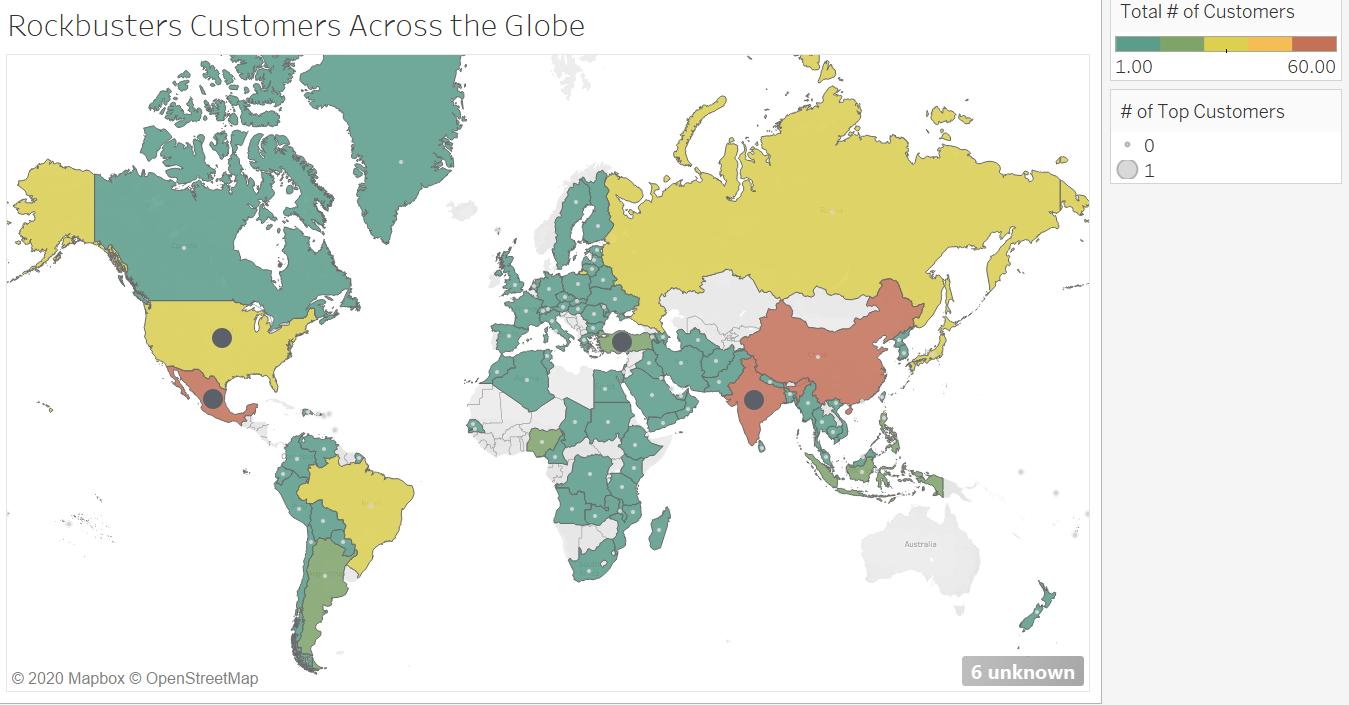 Rockbusters Customers Across the Globe
Total # of Customers
1.00 60.00
# of Top Customers
0
1
Australia
© 2020 Mapbox © OpenStreetMap
6 unknown